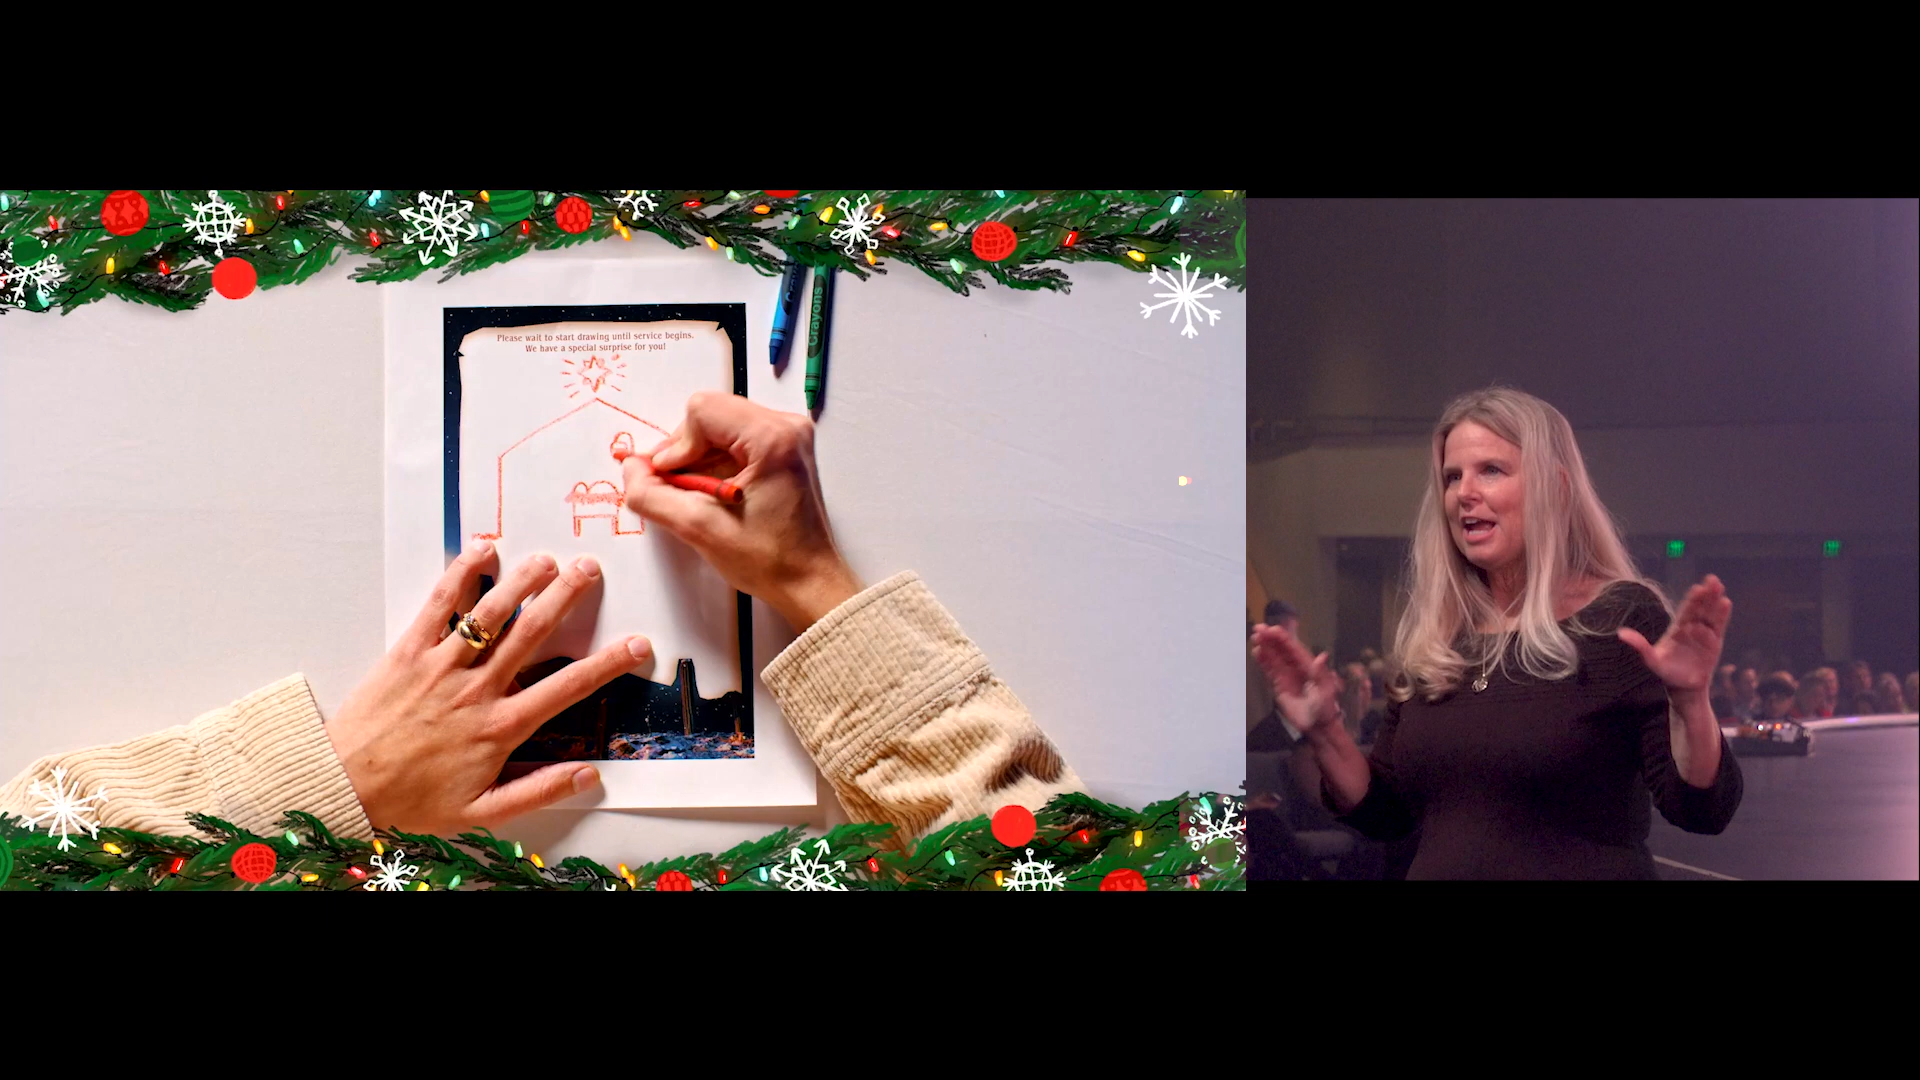 Please wait to start drawing until service begins.
We have a special surprise for you!
Crayons